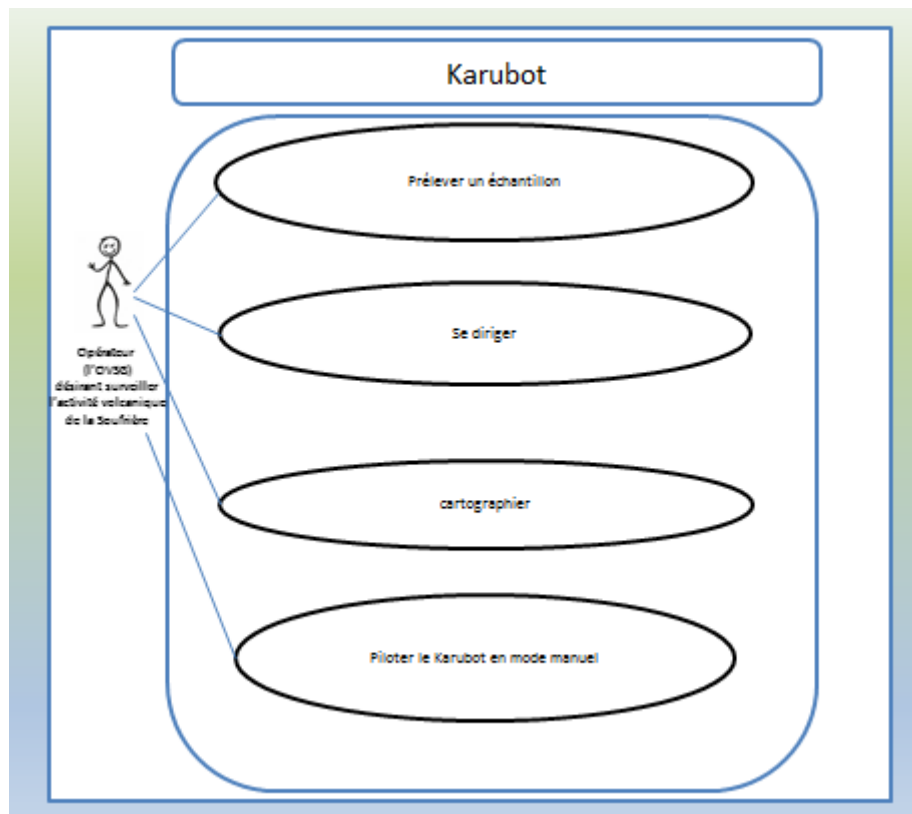 Karubot
Prélever un échantillon
Se diriger
Opérateur
(l'OVSG)
désirant surveiller
l'activité volcanique
de la Soufrière
cartographier
Piloter le Karubot en mode manuel